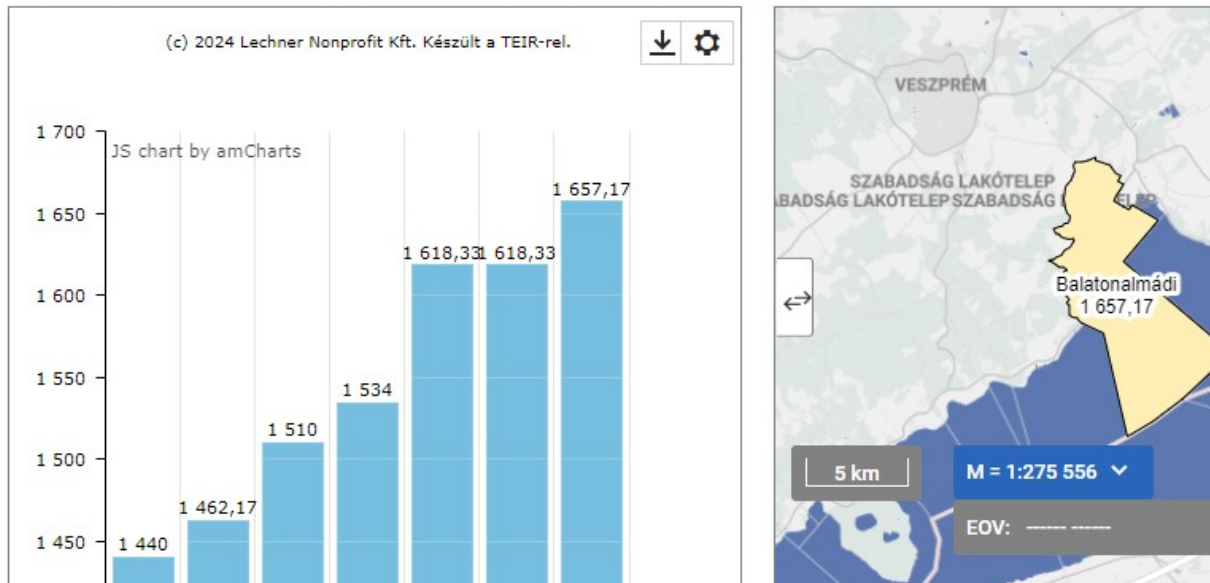 (c) 2024 Lechner Nonprofit Kft. Készült a TEIR-rel.
1 700
JS chart by amCharts
1 657,17
1 650
1 618,33
1 618,33
1 600
1 550
1 534
1 510
1 500
1 462,17
1 450
1 440
VESZPRÉM
SZABADSÁG LAKÓTELEP
ABADSÁG LAKÓTELEP SZABADSÁG
Balatonalmádi
1 657,17
5 km
M = 1:275 556
EOV: ------ ------